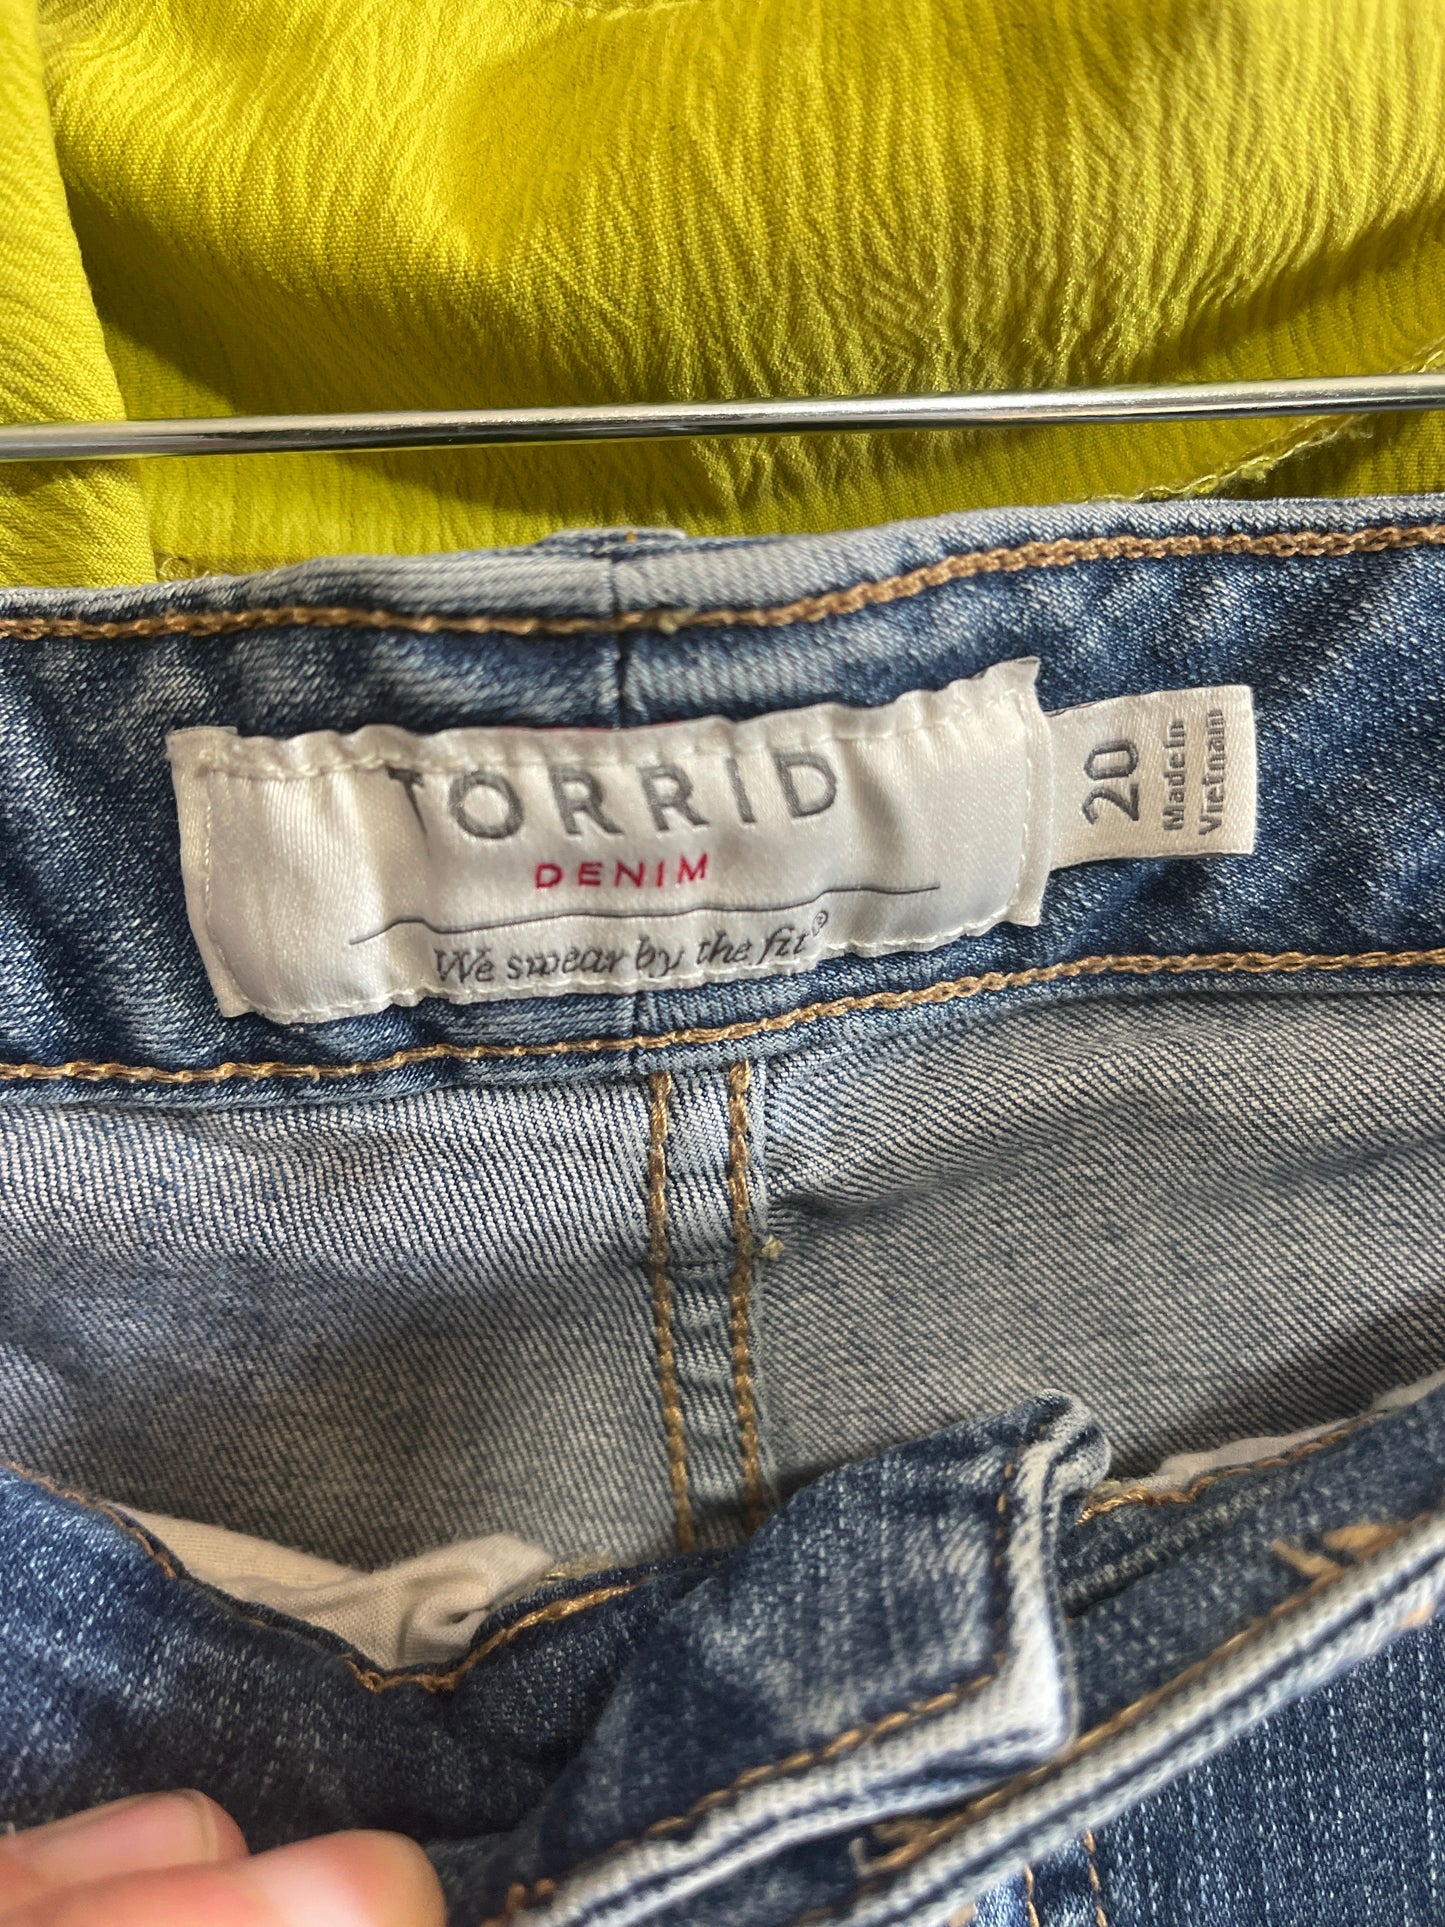 TORRID
DENIM
We swear by the fit®
20
Made In
Vietnam